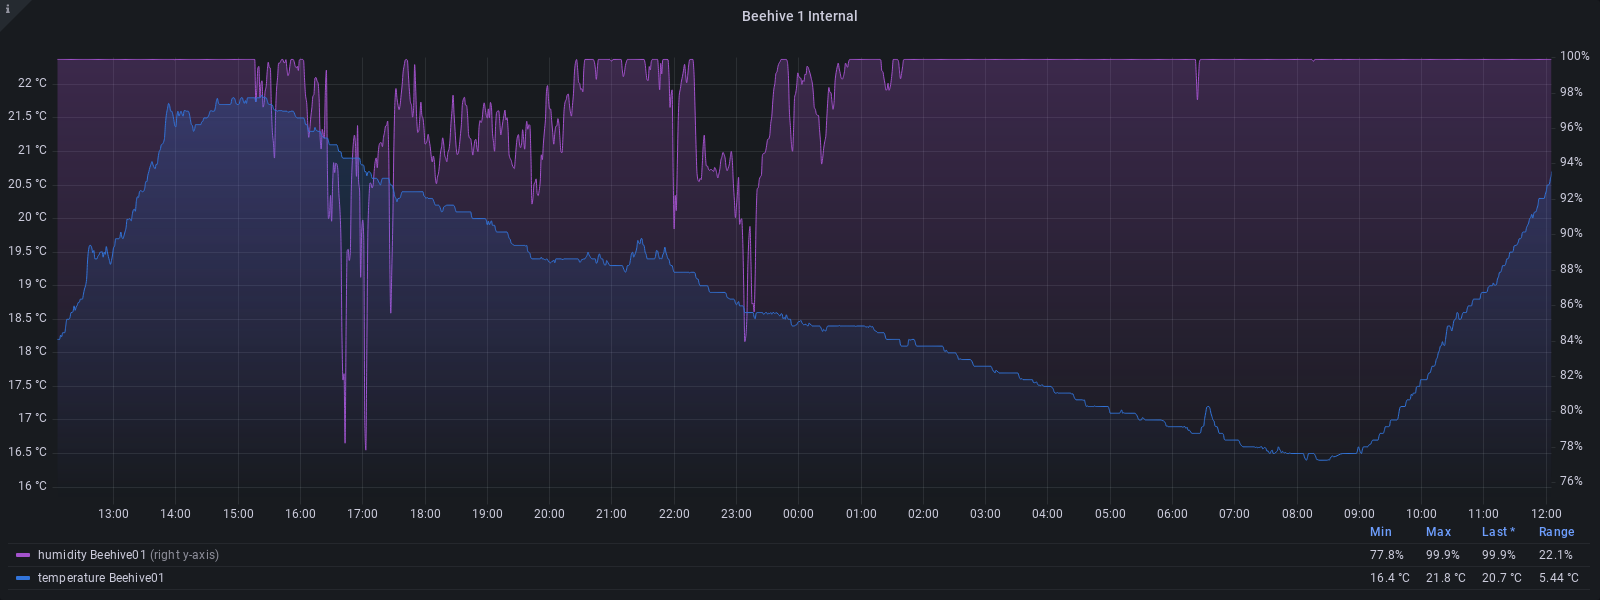 i
Beehive 1 Internal
22 °C
21.5 °C
21 °C
20.5 °C
20 °C
19.5 °C
19 °C
18.5 °C
18 °C
17.5 °C
17 °C
16.5 °C
16 °C
100%
98%
96%
94%
92%
90%
88%
86%
84%
82%
80%
78%
76%
13:00 14:00 15:00 16:00 17:00 18:00 19:00 20:00 21:00 22:00 23:00 00:00 01:00 02:00 03:00 04:00 05:00 06:00 07:00 08:00 09:00 10:00 11:00 12:00
Min Max Last * Range
humidity Beehive01 (right y-axis) 77.8% 99.9% 99.9% 22.1%
temperature Beehive01 16.4 °C 21.8 °C 20.7 °C 5.44 °C